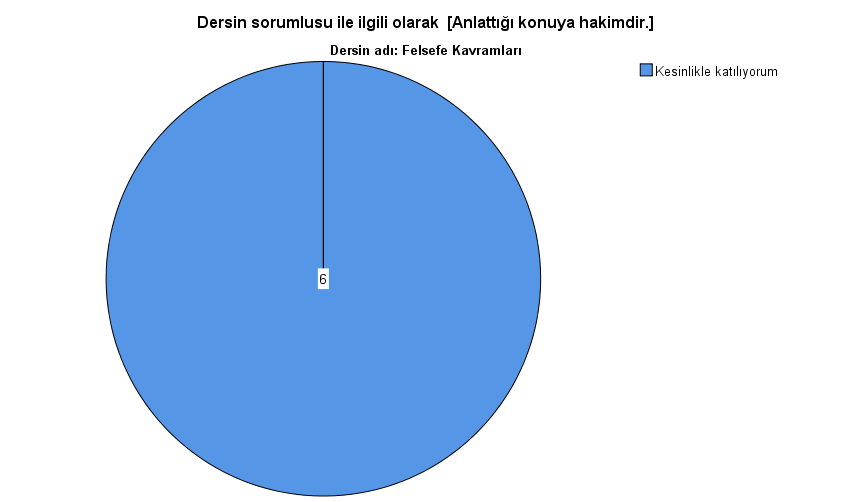 Dersin sorumlusu ile ilgili olarak [Anlattığı konuya hakimdir.]
Dersin adı: Felsefe Kavramları
Kesinlikle katılıyorum
6